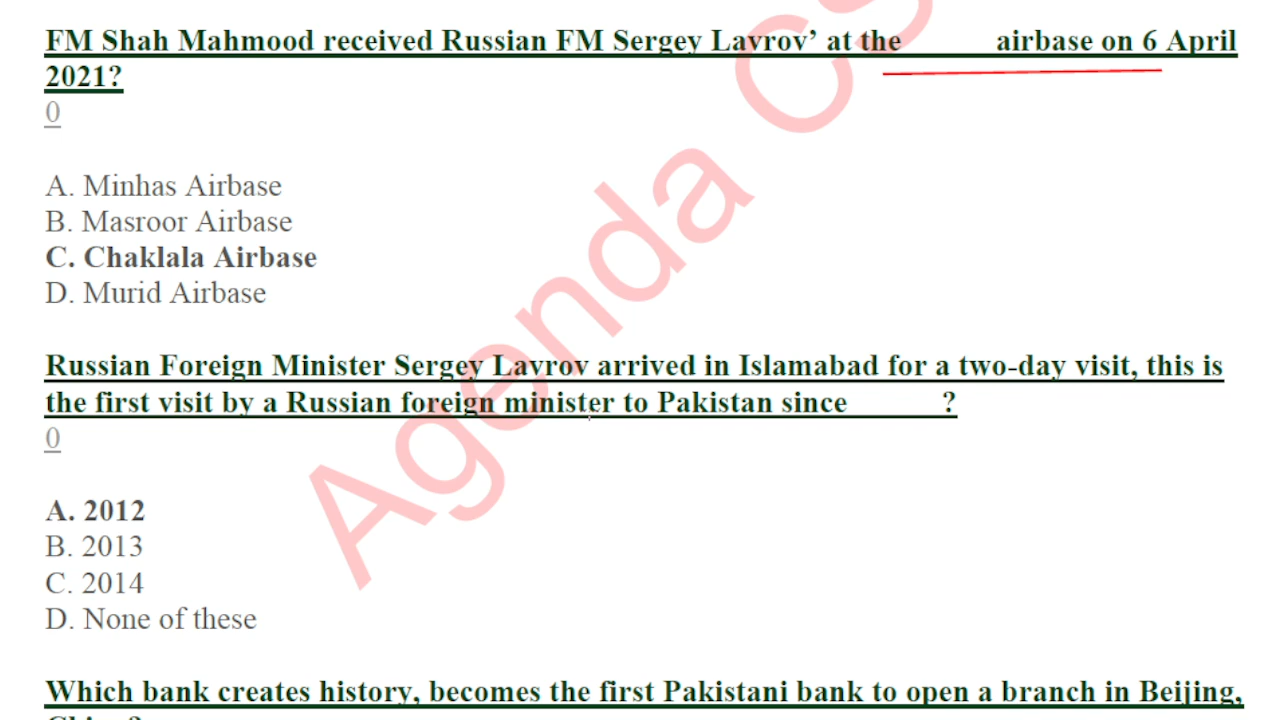 FM Shah Mahmood received Russian FM Sergey Lavrov’ at the ______ airbase on 6 April
2021?
0
A. Minhas Airbase
B. Masroor Airbase
C. Chaklala Airbase
D. Murid Airbase
Russian Foreign Minister Sergey Lavrov arrived in Islamabad for a two-day visit, this is
the first visit by a Russian foreign minister to Pakistan since ______?
0
A. 2012
B. 2013
C. 2014
D. None of these
Which bank creates history, becomes the first Pakistani bank to open a branch in Beijing,
Agenda